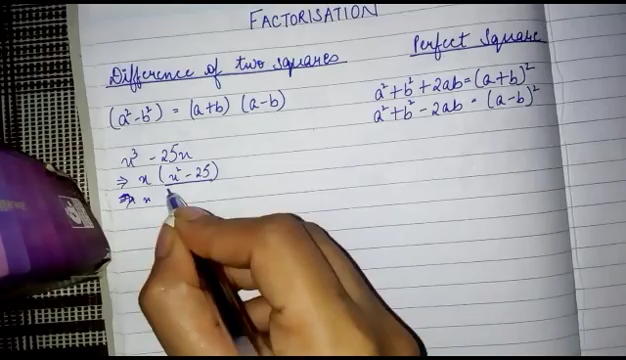 FACTORISATION
Difference of two squares
(a²-b²) = (a+b) (a-b)
x³ - 25x
⇒ x (x² - 25)
⇒ x
Perfect Square
a²+b²+2ab=(a+b)²
a²+b²-2ab = (a-b)²